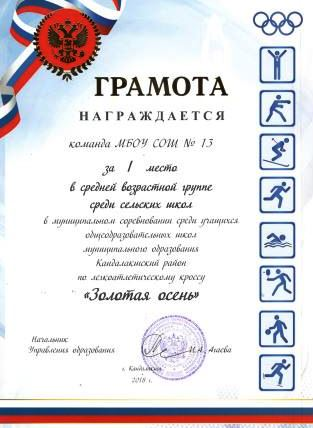 ГРАМОТА
НАГРАЖДАЕТСЯ
команда МБОУ СОШ № 13
за 1 место
в средней возрастной группе
среди сельских школ
в муниципальном соревновании среди учащихся
общеобразовательных школ
муниципального образования
Кандалакшский район
по легкоатлетическому кроссу
«Золотая осень»
Начальник
Управления образования
И.А. Агаева
г. Кандалакша
2018 г.